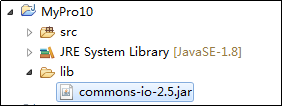 MyPro10
src
JRE System Library [JavaSE-1.8]
lib
commons-io-2.5.jar